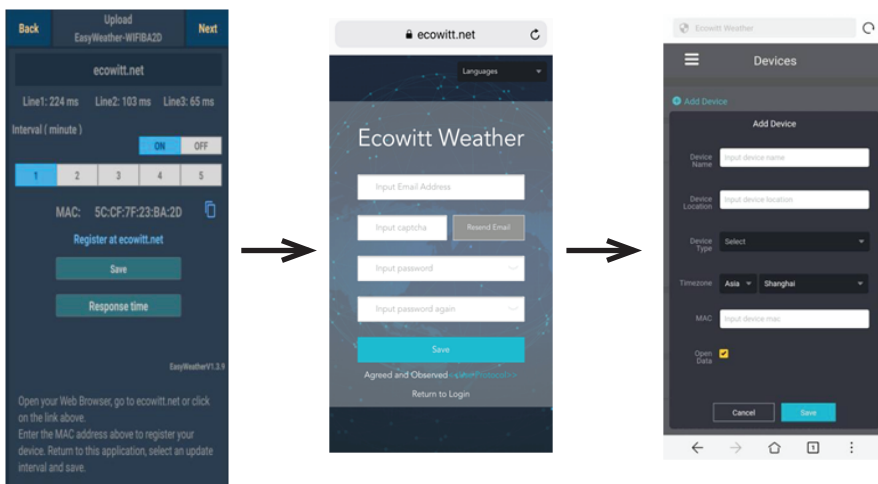 Back
Upload
EasyWeather-WIFIBA2D
Next
ecowitt.net
Line1: 224 ms Line2: 103 ms Line3: 65 ms
Interval ( minute )
ON OFF
1 2 3 4 5
MAC: 5C:CF:7F:23:BA:2D
Register at ecowitt.net
Save
Response time
EasyWeatherV1.3.9
Open your Web Browser, go to ecowitt.net or click
on the link above.
Enter the MAC address above to register your
device. Return to this application, select an update
interval and save.
ecowitt.net
Languages
Ecowitt Weather
Input Email Address
Input captcha Resend Email
Input password
Input password again
Save
Agreed and Observed <<User Protocol>>
Return to Login
Ecowitt Weather
Devices
Add Device
Add Device
Device
Name
Input device name
Device
Location
Input device location
Device
Type
Select
Timezone Asia Shanghai
MAC Input device mac
Open
Data
Cancel Save
1